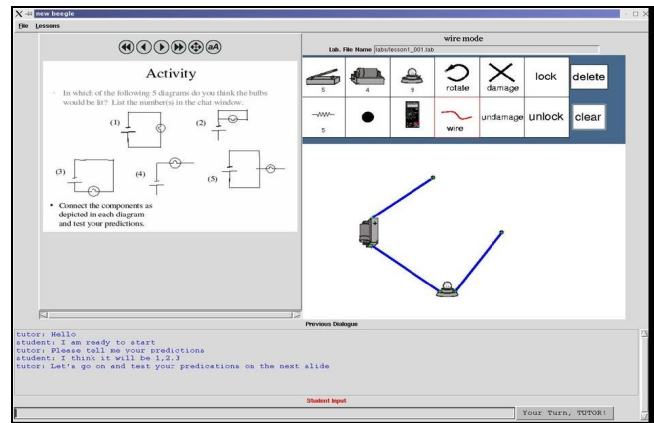 new beegle
File Lessons
aA
Activity
In which of the following 5 diagrams do you think the bulbs
would be lit? List the number(s) in the chat window.
(1) (2)
(3) (4) (5)
• Connect the components as
depicted in each diagram
and test your predictions.
wire mode
Lab. File Name labs/lesson1_001.lab
5 4 9 rotate damage lock delete
5 wire undamage unlock clear
Previous Dialogue
tutor: Hello
student: I am ready to start
tutor: Please tell me your predictions
student: I think it will be 1,2.3
tutor: Let's go on and test your predications on the next slide
Student Input
Your Turn, TUTOR!